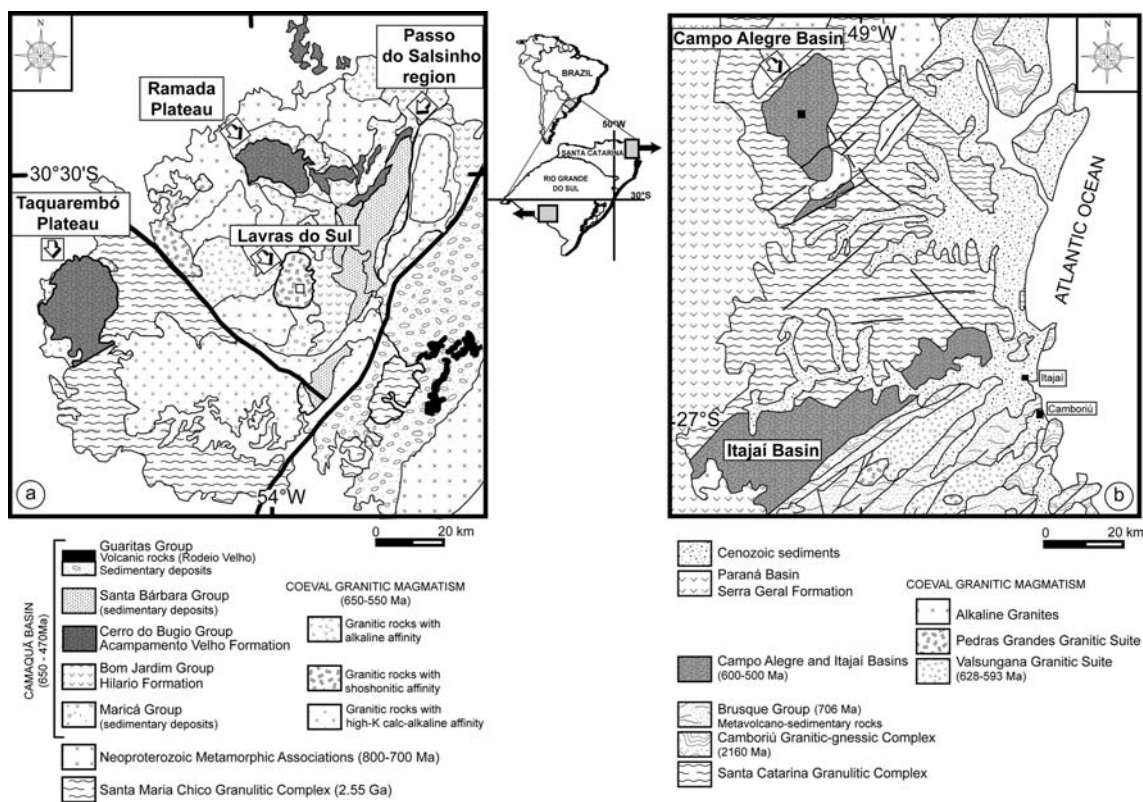 N
Passo
do Salsinho
region
Ramada
Plateau
30°30'S
Taquarembó
Plateau
Lavras do Sul
54°W
a
20 km
BRAZIL
50°W
SANTA CATARINA
RIO GRANDE
DO SUL
30°S
N
49°W
Campo Alegre Basin
ATLANTIC OCEAN
Itajaí
Camboriú
27°S
Itajaí Basin
b
20 km
CAMAQUÃ BASIN
(650 - 470Ma)
Guaritas Group
Volcanic rocks (Rodeio Velho)
Sedimentary deposits
Santa Bárbara Group
(sedimentary deposits)
Cerro do Bugio Group
Acampamento Velho Formation
Bom Jardim Group
Hilario Formation
Maricá Group
(sedimentary deposits)
Neoproterozoic Metamorphic Associations (800-700 Ma)
Santa Maria Chico Granulitic Complex (2.55 Ga)
COEVAL GRANITIC MAGMATISM
(650-550 Ma)
Granitic rocks with
alkaline affinity
Granitic rocks with
shoshonitic affinity
Granitic rocks with
high-K calc-alkaline affinity
Cenozoic sediments
Paraná Basin
Serra Geral Formation
Campo Alegre and Itajaí Basins
(600-500 Ma)
Brusque Group (706 Ma)
Metavolcano-sedimentary rocks
Camboriú Granitic-gnessic Complex
(2160 Ma)
Santa Catarina Granulitic Complex
COEVAL GRANITIC MAGMATISM
Alkaline Granites
Pedras Grandes Granitic Suite
Valsungana Granitic Suite
(628-593 Ma)